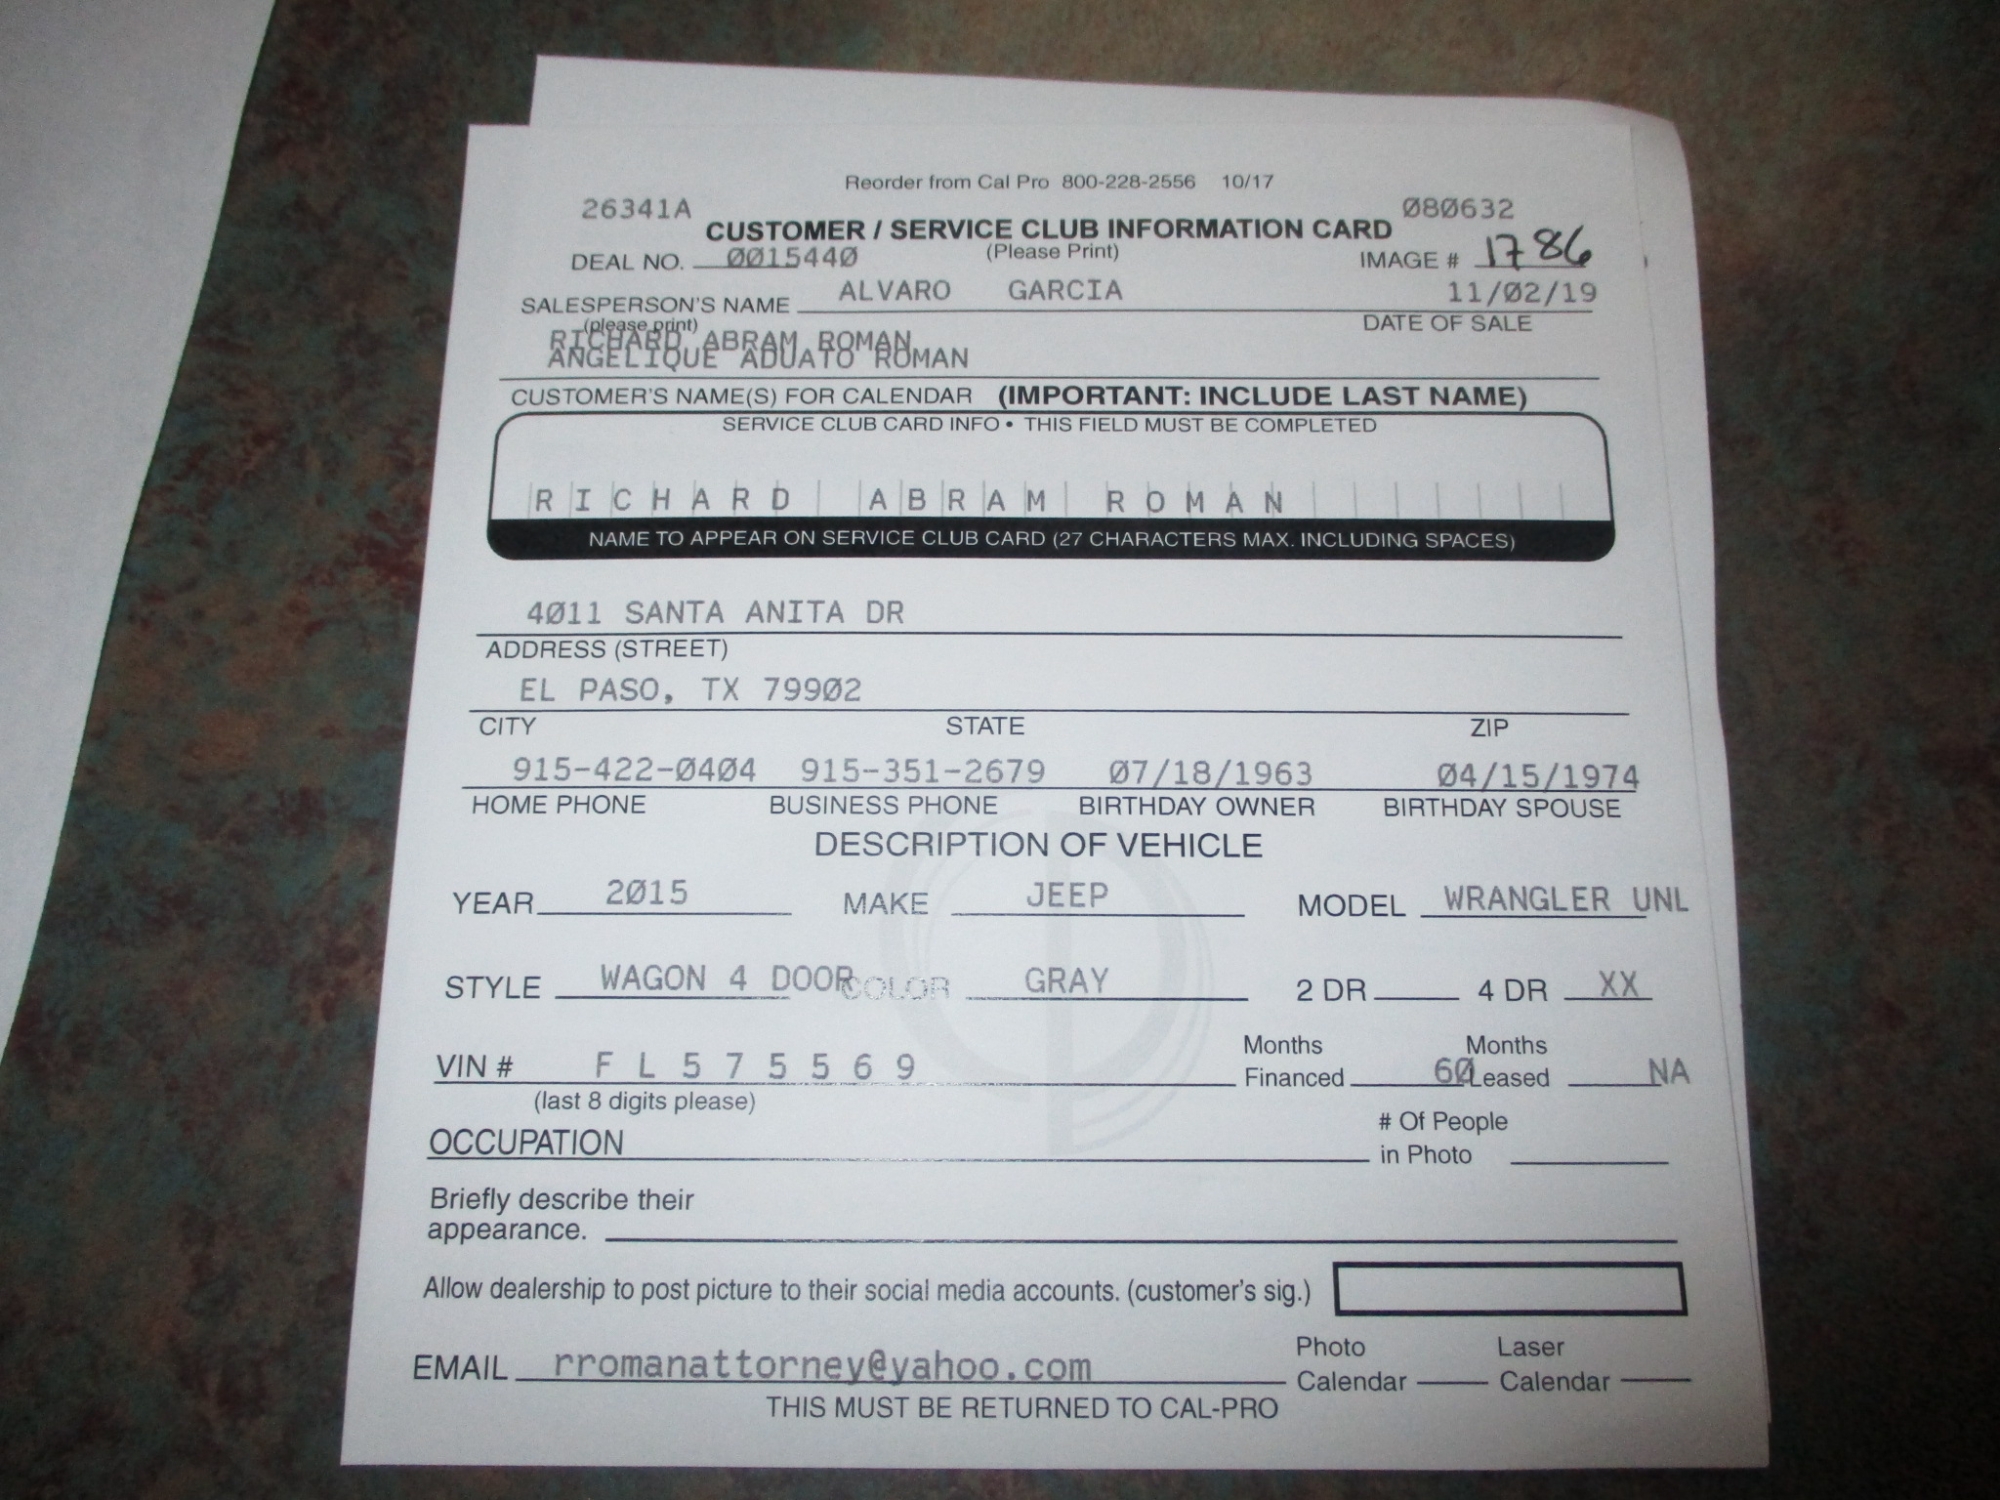 Reorder from Cal Pro 800-228-2556 10/17
26341A 080632
CUSTOMER / SERVICE CLUB INFORMATION CARD
DEAL NO. 0015440 (Please Print) IMAGE # 1786
SALESPERSON'S NAME ALVARO GARCIA 11/02/19
(please print) DATE OF SALE
RICHARD ABRAM ROMAN
ANGELIQUE ADUATO ROMAN
CUSTOMER'S NAME(S) FOR CALENDAR (IMPORTANT: INCLUDE LAST NAME)
SERVICE CLUB CARD INFO • THIS FIELD MUST BE COMPLETED
RICHARD ABRAM ROMAN
NAME TO APPEAR ON SERVICE CLUB CARD (27 CHARACTERS MAX. INCLUDING SPACES)
4011 SANTA ANITA DR
ADDRESS (STREET)
EL PASO, TX 79902
CITY STATE ZIP
915-422-0404 915-351-2679 07/18/1963 04/15/1974
HOME PHONE BUSINESS PHONE BIRTHDAY OWNER BIRTHDAY SPOUSE
DESCRIPTION OF VEHICLE
YEAR 2015 MAKE JEEP MODEL WRANGLER UNL
STYLE WAGON 4 DOOR COLOR GRAY 2 DR 4 DR XX
VIN # F L 5 7 5 5 6 9 Months Financed 60 Months Leased NA
(last 8 digits please)
OCCUPATION # Of People in Photo
Briefly describe their
appearance.
Allow dealership to post picture to their social media accounts. (customer's sig.)
EMAIL rromanattorney@yahoo.com Photo Calendar Laser Calendar
THIS MUST BE RETURNED TO CAL-PRO